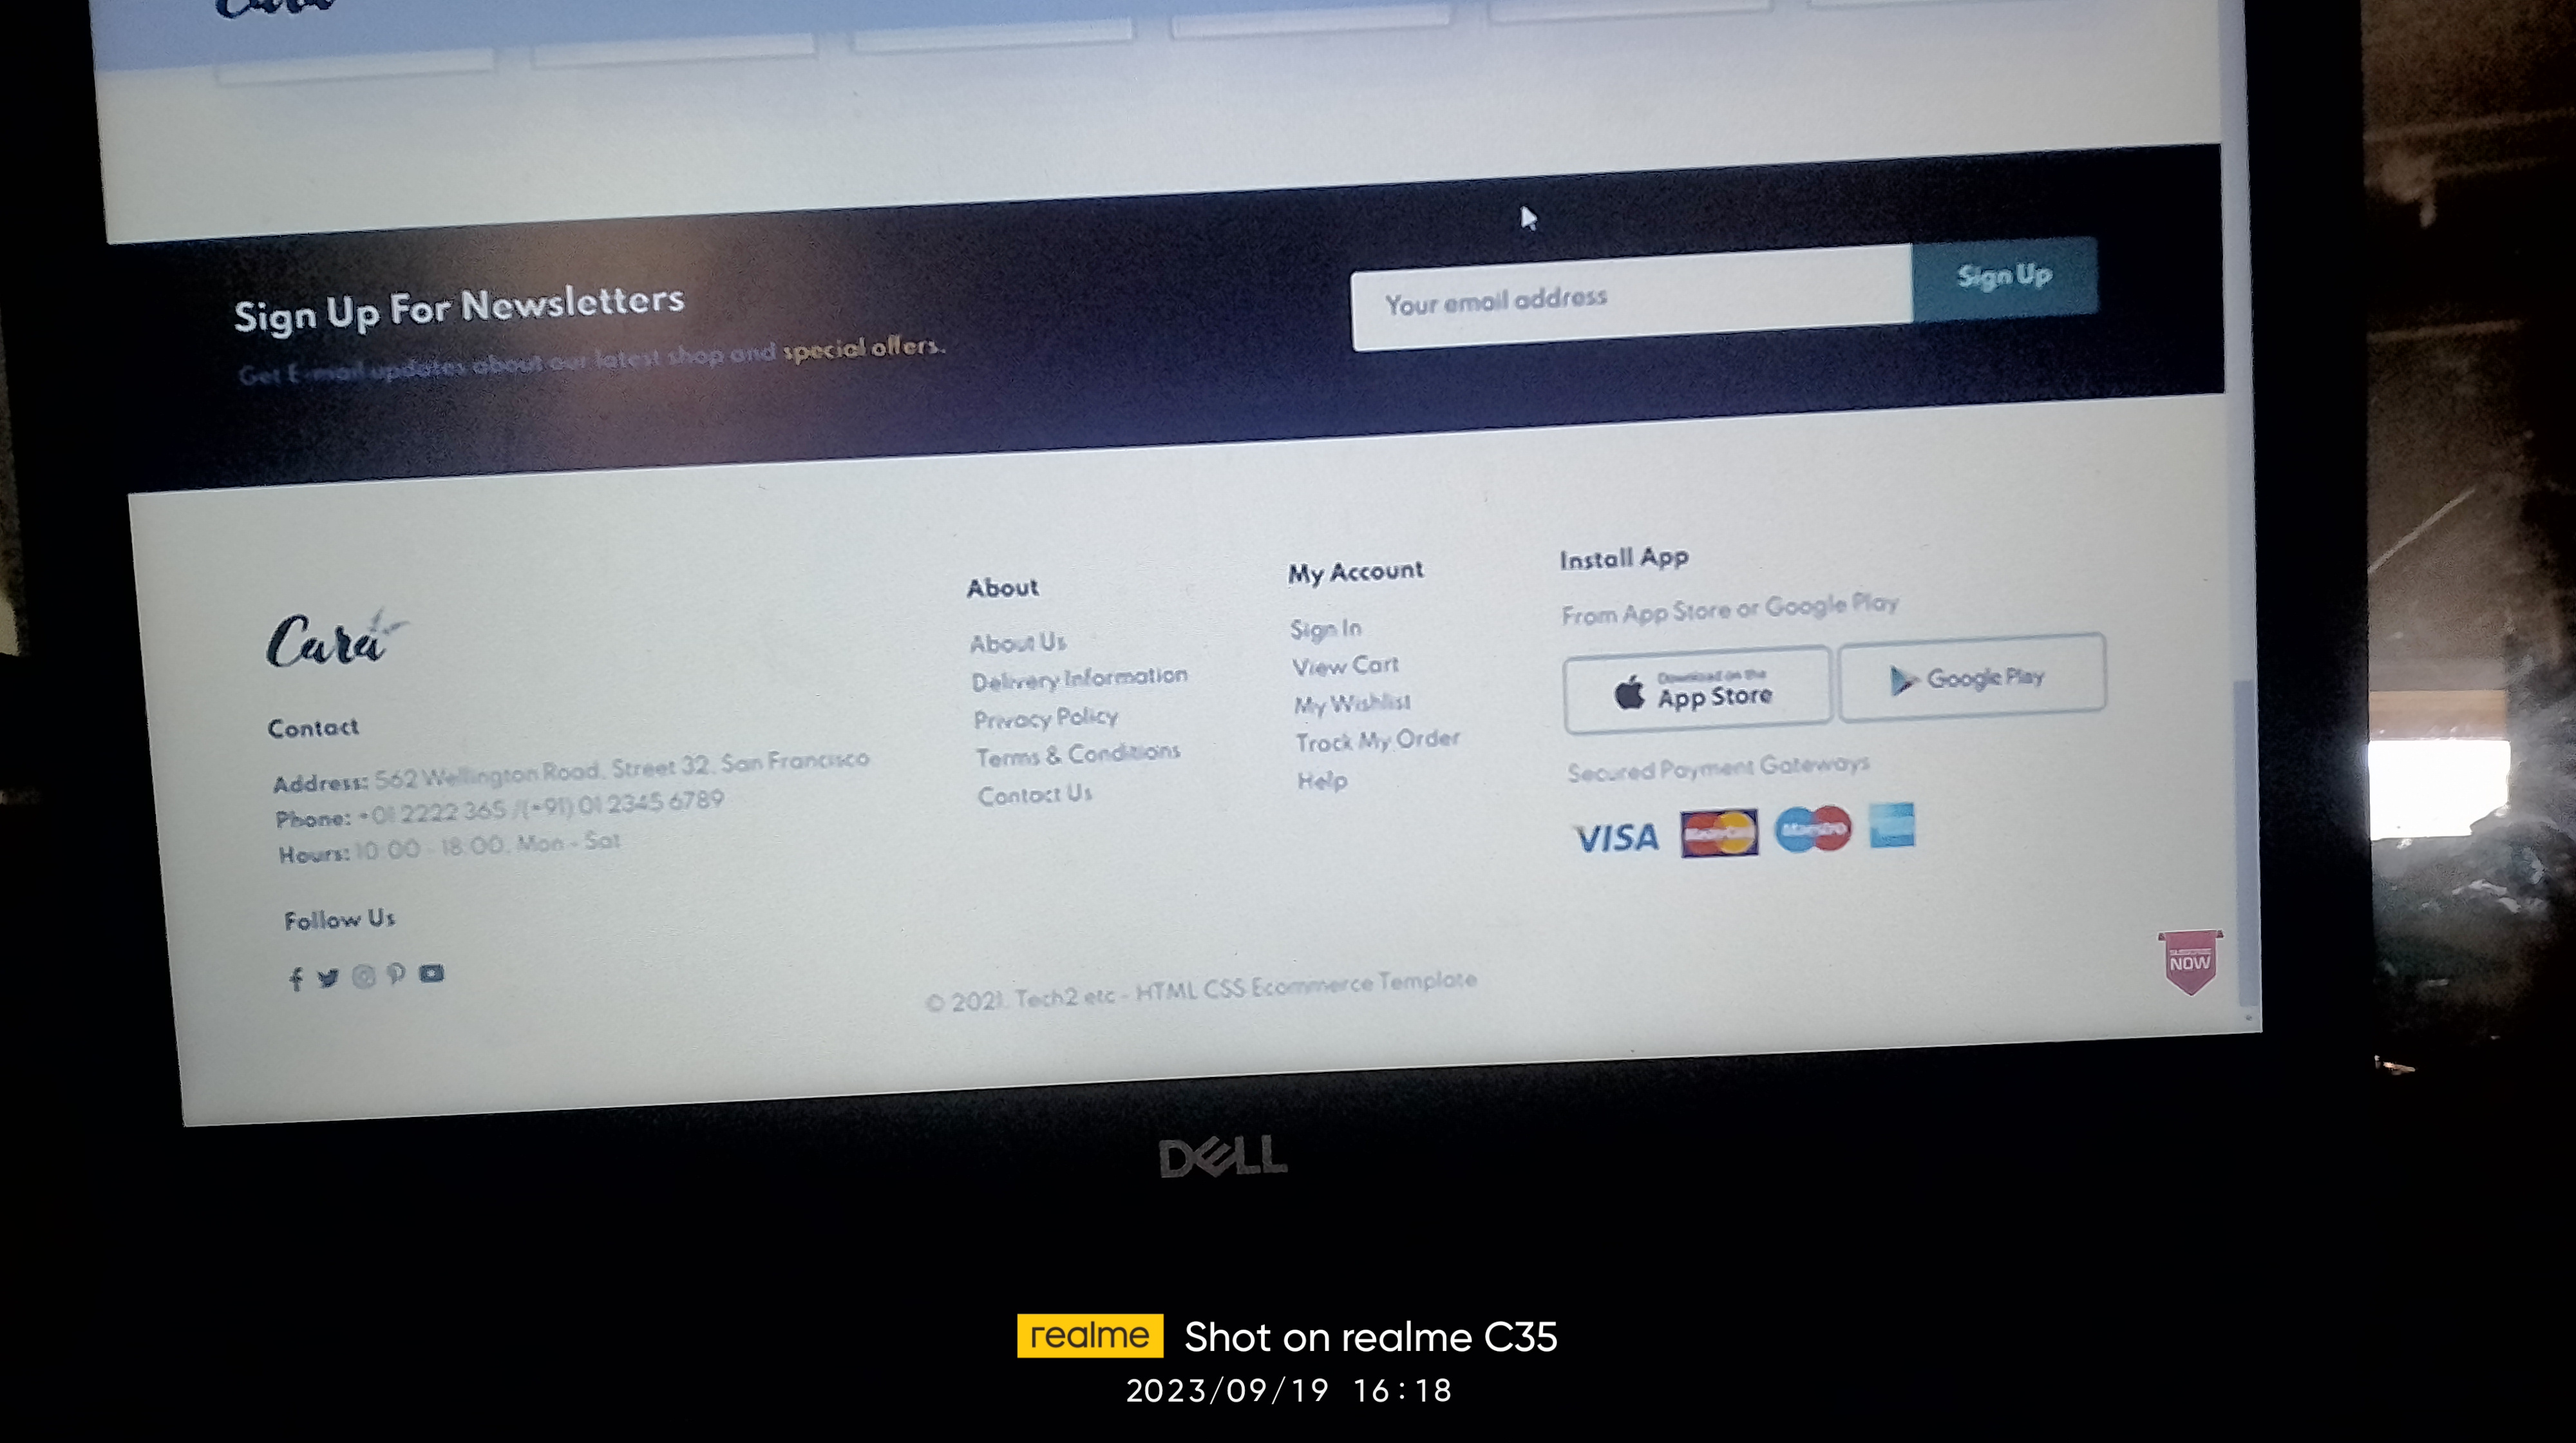 Cara
Sign Up For Newsletters
Get E-mail updates about our latest shop and special offers.
Your email address
Sign Up
Cara
Contact
Address: 562 Wellington Road, Street 32, San Francisco
Phone: +01 2222 365 /(+91) 01 2345 6789
Hours: 10:00 - 18:00, Mon - Sat
Follow Us
About
About Us
Delivery Information
Privacy Policy
Terms & Conditions
Contact Us
My Account
Sign In
View Cart
My Wishlist
Track My Order
Help
Install App
From App Store or Google Play
Download on the
App Store
Google Play
Secured Payment Gateways
VISA
MasterCard
Maestro
© 2021, Tech2 etc - HTML CSS Ecommerce Template
NOW
DELL
realme Shot on realme C35
2023/09/19 16:18